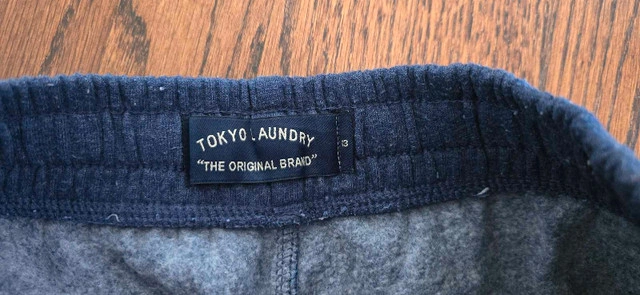 TOKYO LAUNDRY
"THE ORIGINAL BRAND"